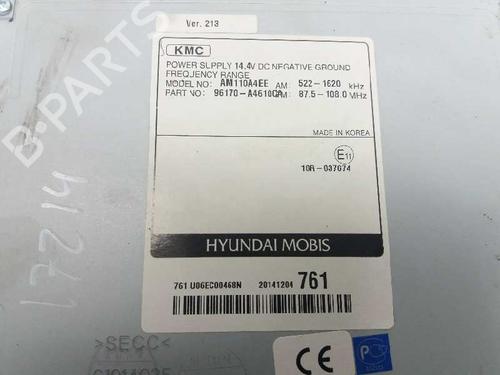 Ver. 213
KMC
POWER SUPPLY 14.4V DC NEGATIVE GROUND
FREQUENCY RANGE
MODEL NO: AM110A4EE AM: 522-1620 kHz
PART NO: 96170-A4610GA FM: 87.5-108.0 MHz
MADE IN KOREA
E11
10R-037674
HYUNDAI MOBIS
761 U06EC00468N 20141204 761
17214
>SECC<
CE
B-Parts